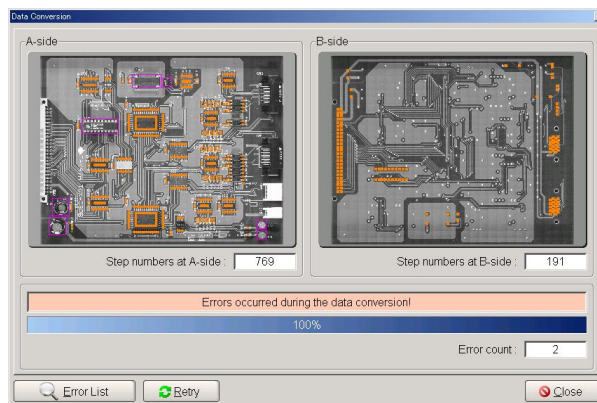 Data Conversion
A-side
B-side
Step numbers at A-side : 769
Step numbers at B-side : 191
Errors occurred during the data conversion!
100%
Error count : 2
Error List
Retry
Close